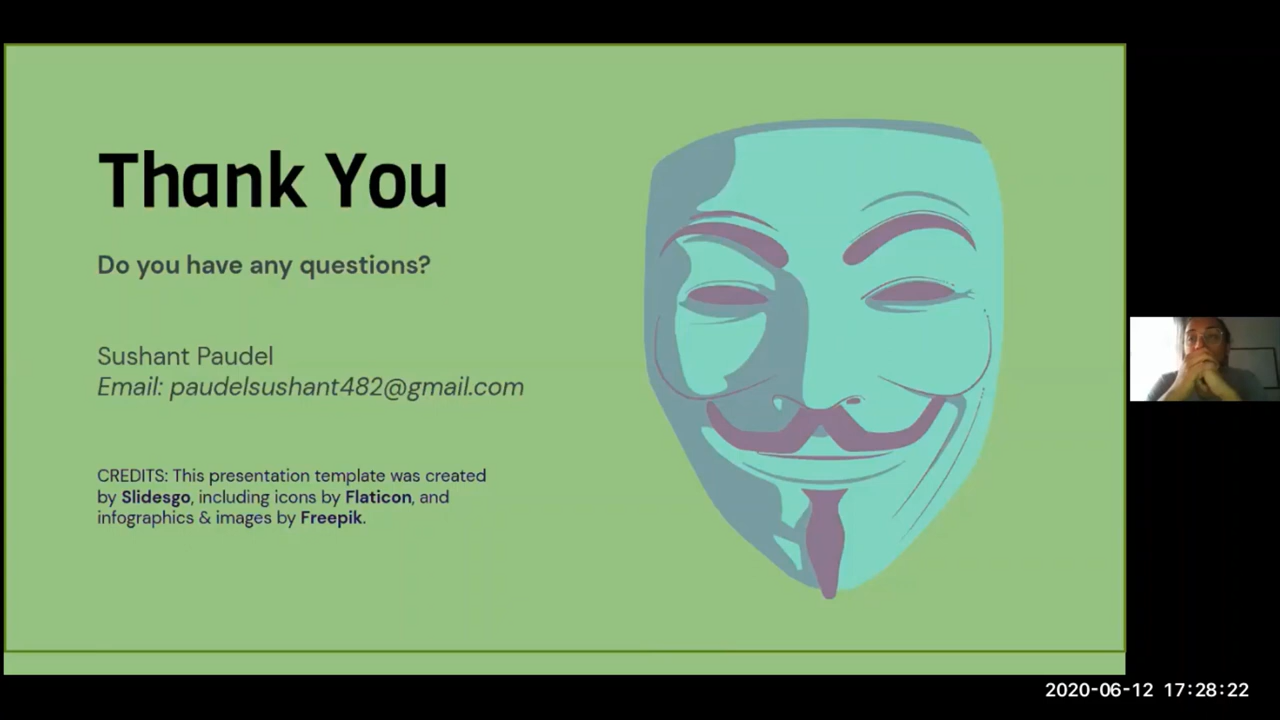 Thank You
Do you have any questions?
Sushant Paudel
Email: paudelsushant482@gmail.com
CREDITS: This presentation template was created
by Slidesgo, including icons by Flaticon, and
infographics & images by Freepik.
2020-06-12 17:28:22